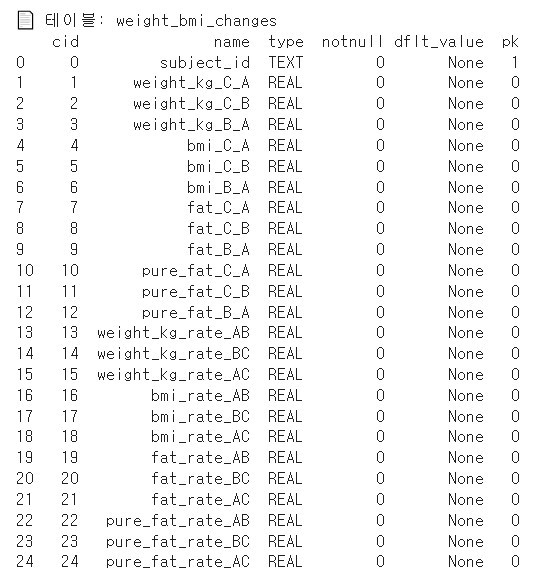 📄 테이블: weight_bmi_changes
cid name type notnull dflt_value pk
0 0 subject_id TEXT 0 None 1
1 1 weight_kg_C_A REAL 0 None 0
2 2 weight_kg_C_B REAL 0 None 0
3 3 weight_kg_B_A REAL 0 None 0
4 4 bmi_C_A REAL 0 None 0
5 5 bmi_C_B REAL 0 None 0
6 6 bmi_B_A REAL 0 None 0
7 7 fat_C_A REAL 0 None 0
8 8 fat_C_B REAL 0 None 0
9 9 fat_B_A REAL 0 None 0
10 10 pure_fat_C_A REAL 0 None 0
11 11 pure_fat_C_B REAL 0 None 0
12 12 pure_fat_B_A REAL 0 None 0
13 13 weight_kg_rate_AB REAL 0 None 0
14 14 weight_kg_rate_BC REAL 0 None 0
15 15 weight_kg_rate_AC REAL 0 None 0
16 16 bmi_rate_AB REAL 0 None 0
17 17 bmi_rate_BC REAL 0 None 0
18 18 bmi_rate_AC REAL 0 None 0
19 19 fat_rate_AB REAL 0 None 0
20 20 fat_rate_BC REAL 0 None 0
21 21 fat_rate_AC REAL 0 None 0
22 22 pure_fat_rate_AB REAL 0 None 0
23 23 pure_fat_rate_BC REAL 0 None 0
24 24 pure_fat_rate_AC REAL 0 None 0